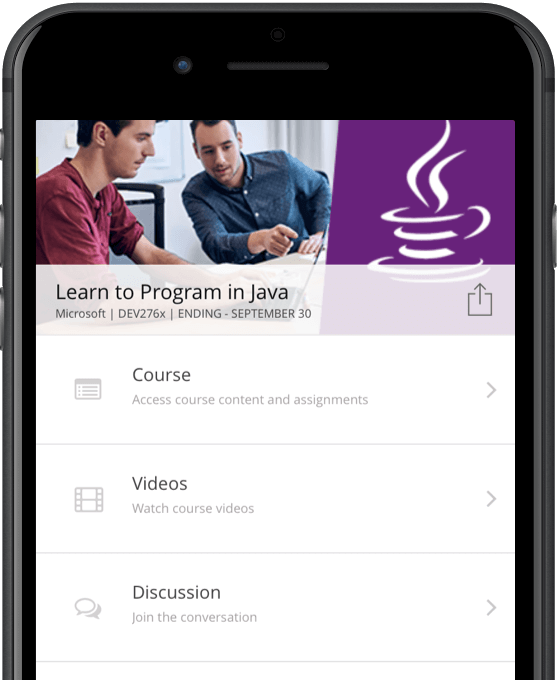 Learn to Program in Java
Microsoft | DEV276x | ENDING - SEPTEMBER 30
Course
Access course content and assignments
Videos
Watch course videos
Discussion
Join the conversation